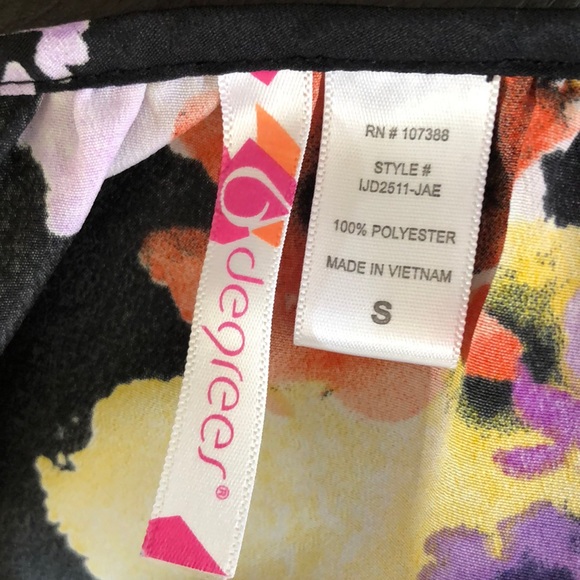 6
degrees®
RN # 107388
STYLE #
IJD2511-JAE
100% POLYESTER
MADE IN VIETNAM
S